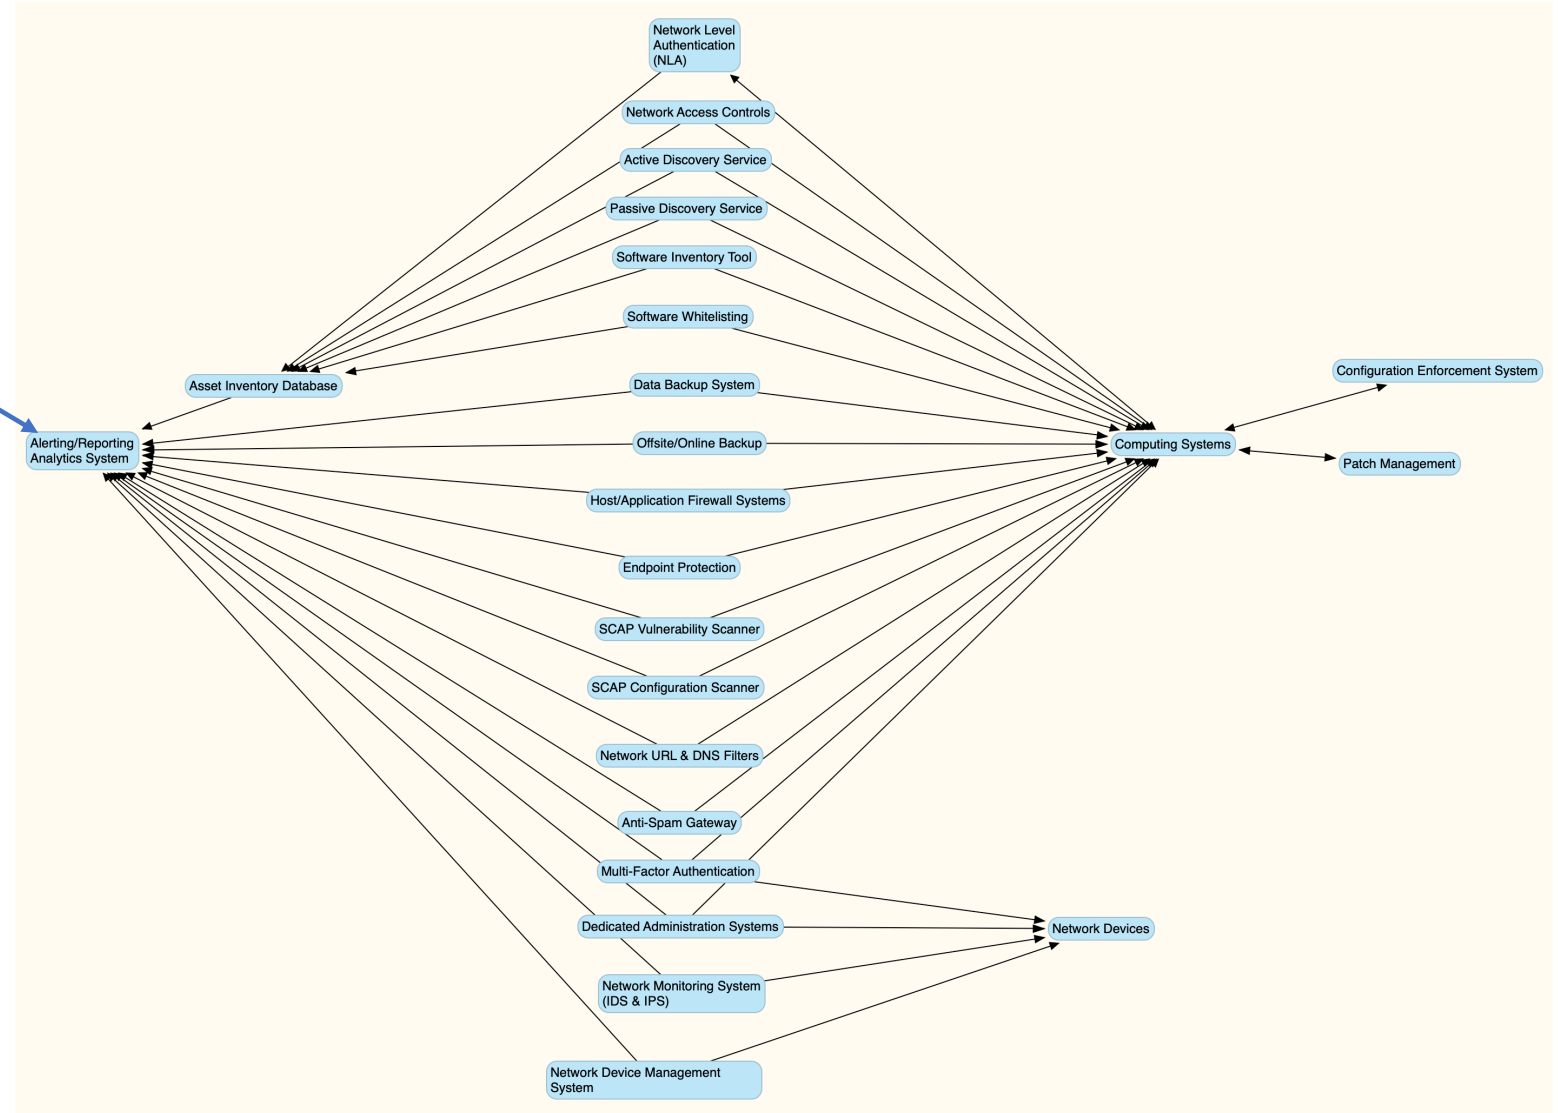 Network Level
Authentication
(NLA)
Network Access Controls
Active Discovery Service
Passive Discovery Service
Software Inventory Tool
Software Whitelisting
Asset Inventory Database
Data Backup System
Configuration Enforcement System
Alerting/Reporting
Analytics System
Offsite/Online Backup
Computing Systems
Patch Management
Host/Application Firewall Systems
Endpoint Protection
SCAP Vulnerability Scanner
SCAP Configuration Scanner
Network URL & DNS Filters
Anti-Spam Gateway
Multi-Factor Authentication
Dedicated Administration Systems
Network Devices
Network Monitoring System
(IDS & IPS)
Network Device Management
System